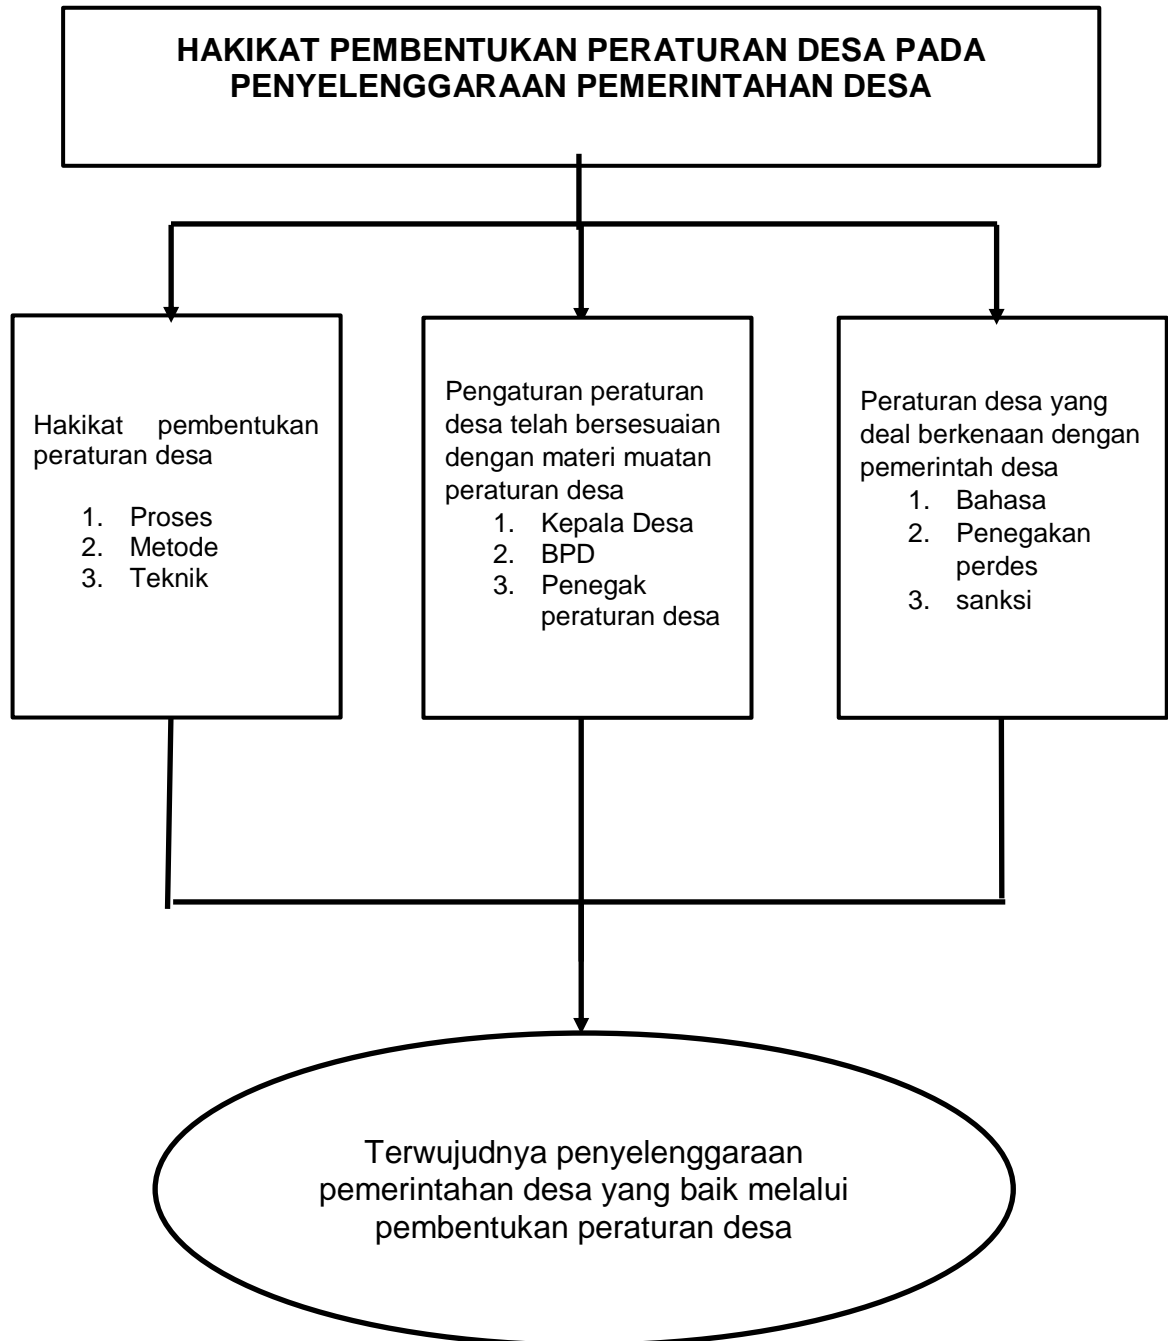 HAKIKAT PEMBENTUKAN PERATURAN DESA PADA
PENYELENGGARAAN PEMERINTAHAN DESA
Hakikat pembentukan
peraturan desa
1. Proses
2. Metode
3. Teknik
Pengaturan peraturan
desa telah bersesuaian
dengan materi muatan
peraturan desa
1. Kepala Desa
2. BPD
3. Penegak
peraturan desa
Peraturan desa yang
deal berkenaan dengan
pemerintah desa
1. Bahasa
2. Penegakan
perdes
3. sanksi
Terwujudnya penyelenggaraan
pemerintahan desa yang baik melalui
pembentukan peraturan desa